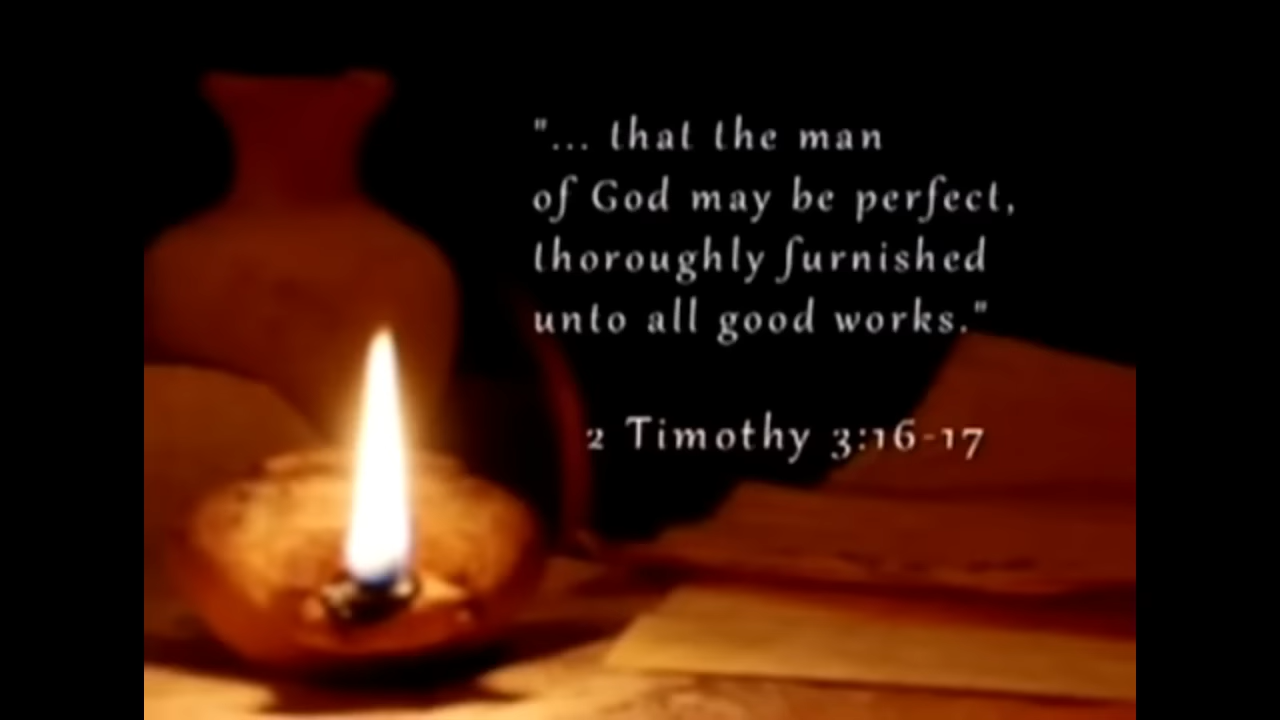 "... that the man
of God may be perfect,
thoroughly furnished
unto all good works."
2 Timothy 3:16-17